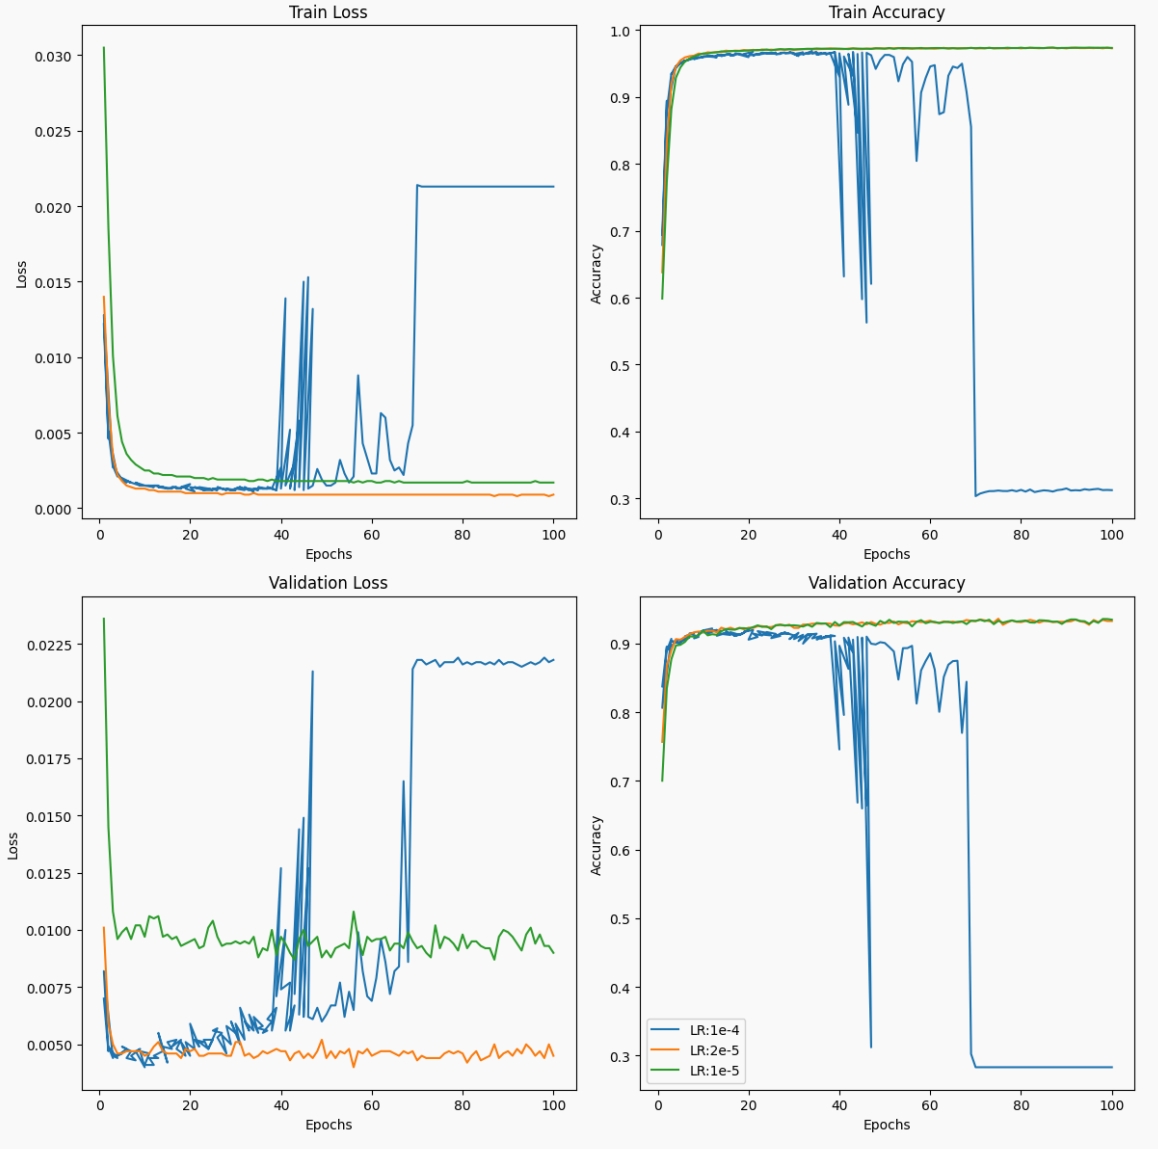 Train Loss
0.030
0.025
0.020
0.015
0.010
0.005
0.000
Loss
0 20 40 60 80 100
Epochs
Train Accuracy
1.0
0.9
0.8
0.7
0.6
0.5
0.4
0.3
Accuracy
0 20 40 60 80 100
Epochs
Validation Loss
0.0225
0.0200
0.0175
0.0150
0.0125
0.0100
0.0075
0.0050
Loss
0 20 40 60 80 100
Epochs
Validation Accuracy
0.9
0.8
0.7
0.6
0.5
0.4
0.3
Accuracy
LR:1e-4
LR:2e-5
LR:1e-5
0 20 40 60 80 100
Epochs